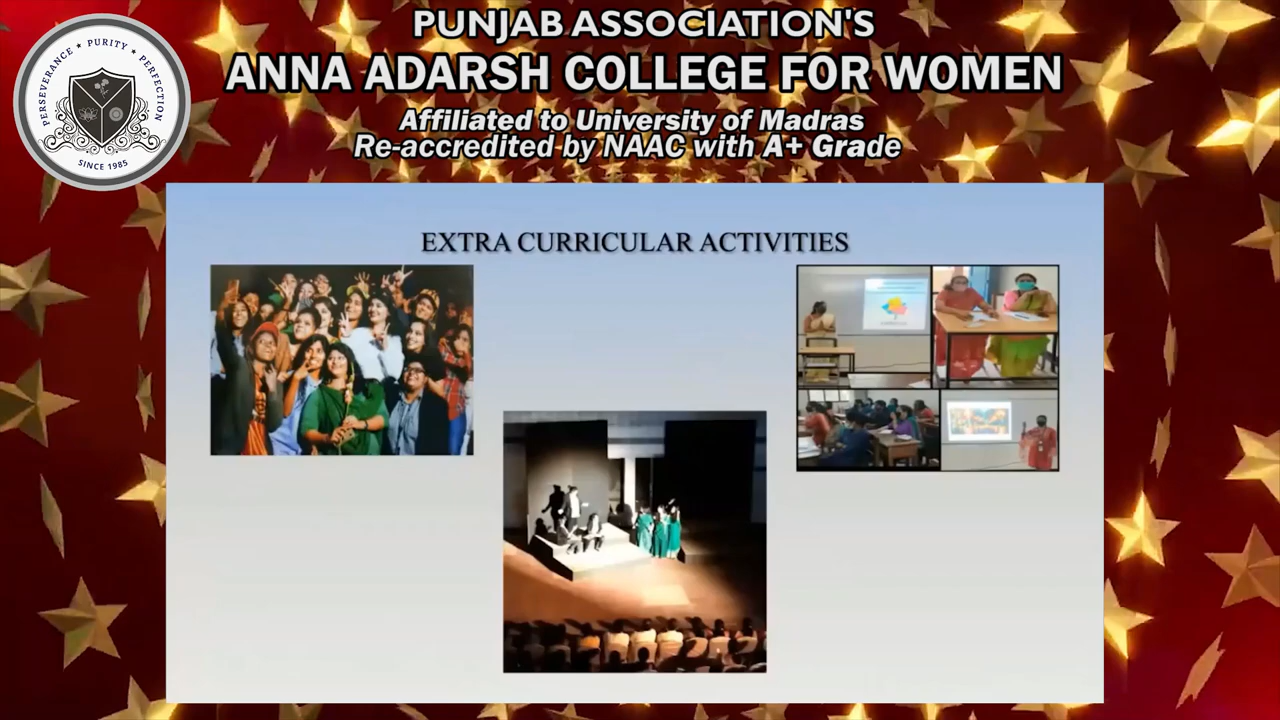 PUNJAB ASSOCIATION'S
ANNA ADARSH COLLEGE FOR WOMEN
Affiliated to University of Madras
Re-accredited by NAAC with A+ Grade
PERSEVERANCE ★ PURITY ★ PERFECTION
SINCE 1985
EXTRA CURRICULAR ACTIVITIES